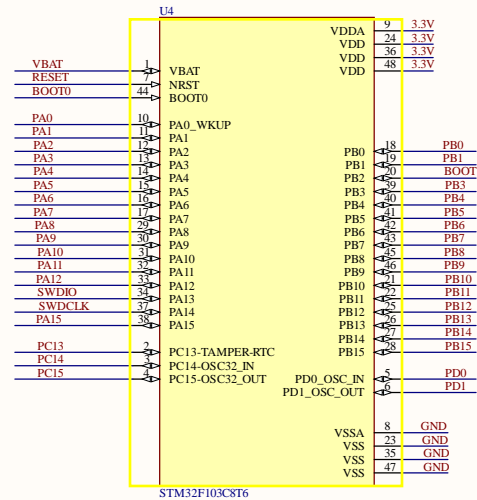 U4
VDDA 9 3.3V
VDD 24 3.3V
VDD 36 3.3V
VBAT 1 VBAT VDD 48 3.3V
RESET 7 NRST
BOOT0 44 BOOT0
PA0 10 PA0_WKUP
PA1 11 PA1
PA2 12 PA2 PB0 18 PB0
PA3 13 PA3 PB1 19 PB1
PA4 14 PA4 PB2 20 BOOT
PA5 15 PA5 PB3 39 PB3
PA6 16 PA6 PB4 40 PB4
PA7 17 PA7 PB5 41 PB5
PA8 29 PA8 PB6 42 PB6
PA9 30 PA9 PB7 43 PB7
PA10 31 PA10 PB8 45 PB8
PA11 32 PA11 PB9 46 PB9
PA12 33 PA12 PB10 21 PB10
SWDIO 34 PA13 PB11 22 PB11
SWDCLK 37 PA14 PB12 25 PB12
PA15 38 PA15 PB13 26 PB13
PB14 27 PB14
PC13 2 PC13-TAMPER-RTC PB15 28 PB15
PC14 3 PC14-OSC32_IN
PC15 4 PC15-OSC32_OUT PD0_OSC_IN 5 PD0
PD1_OSC_OUT 6 PD1
VSSA 8 GND
VSS 23 GND
VSS 35 GND
VSS 47 GND
STM32F103C8T6